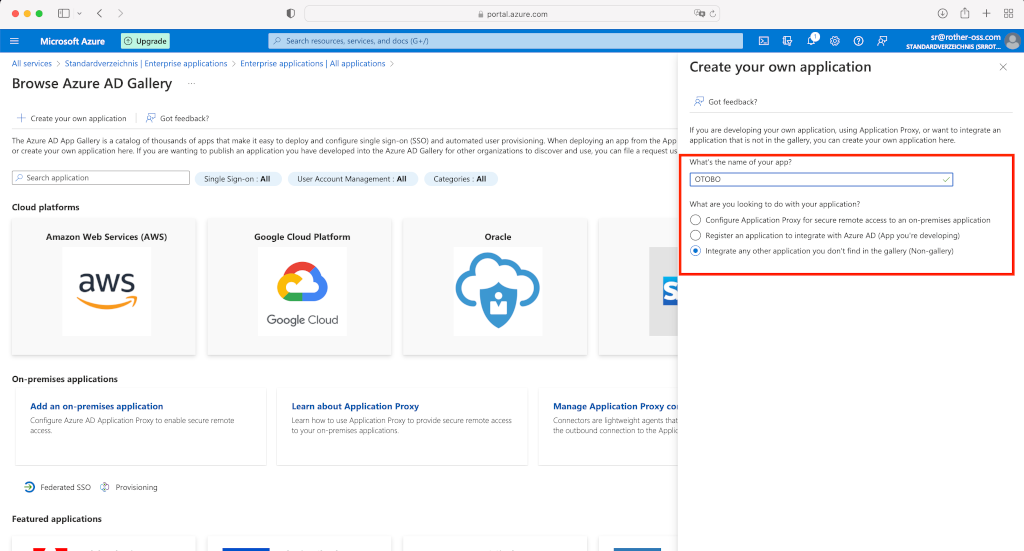 portal.azure.com
Microsoft Azure
Upgrade
Search resources, services, and docs (G+/)
1
sr@rother-oss.com
STANDARDVERZEICHNIS (SRROT...
All services > Standardverzeichnis | Enterprise applications > Enterprise applications | All applications >
Browse Azure AD Gallery ...
Create your own application
Got feedback?
The Azure AD App Gallery is a catalog of thousands of apps that make it easy to deploy and configure single sign-on (SSO) and automated user provisioning. When deploying an app from the App
or create your own application here. If you are wanting to publish an application you have developed into the Azure AD Gallery for other organizations to discover and use, you can file a request us
Search application
Single Sign-on : All
User Account Management : All
Categories : All
Cloud platforms
Amazon Web Services (AWS)
aws
Google Cloud Platform
Google Cloud
Oracle
S
On-premises applications
Add an on-premises application
Configure Azure AD Application Proxy to enable secure remote
access.
Learn about Application Proxy
Learn how to use Application Proxy to provide secure remote access
to your on-premises applications.
Manage Application Proxy co
Connectors are lightweight agents that
the outbound connection to the Applic
Federated SSO
Provisioning
Featured applications
Create your own application
Got feedback?
If you are developing your own application, using Application Proxy, or want to integrate an
application that is not in the gallery, you can create your own application here.
What's the name of your app?
OTOBO
What are you looking to do with your application?
Configure Application Proxy for secure remote access to an on-premises application
Register an application to integrate with Azure AD (App you're developing)
Integrate any other application you don't find in the gallery (Non-gallery)